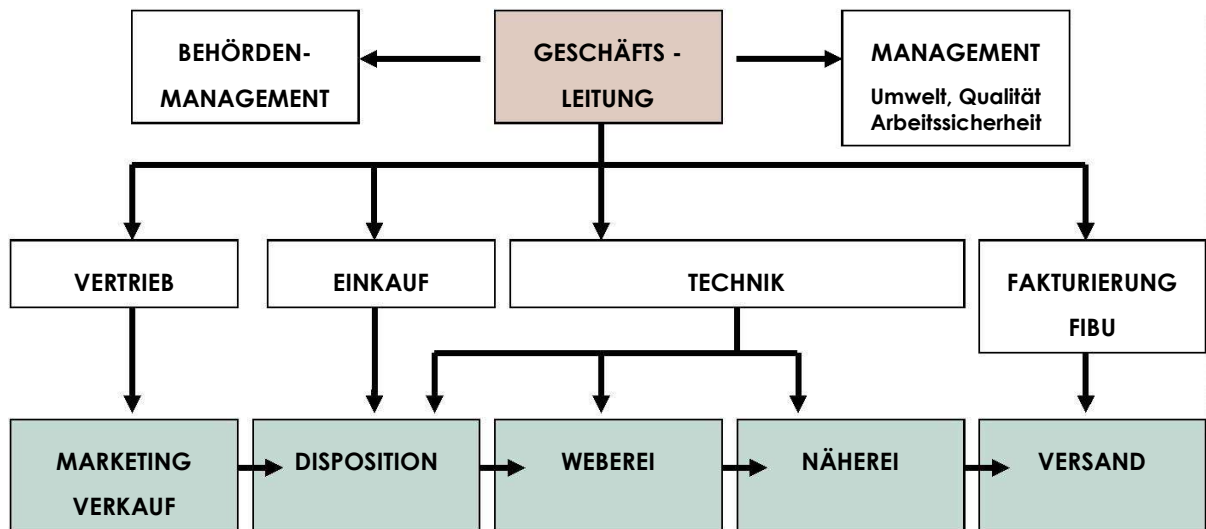 BEHÖRDEN-
MANAGEMENT
GESCHÄFTS -
LEITUNG
MANAGEMENT
Umwelt, Qualität
Arbeitssicherheit
VERTRIEB
EINKAUF
TECHNIK
FAKTURIERUNG
FIBU
MARKETING
VERKAUF
DISPOSITION
WEBEREI
NÄHEREI
VERSAND